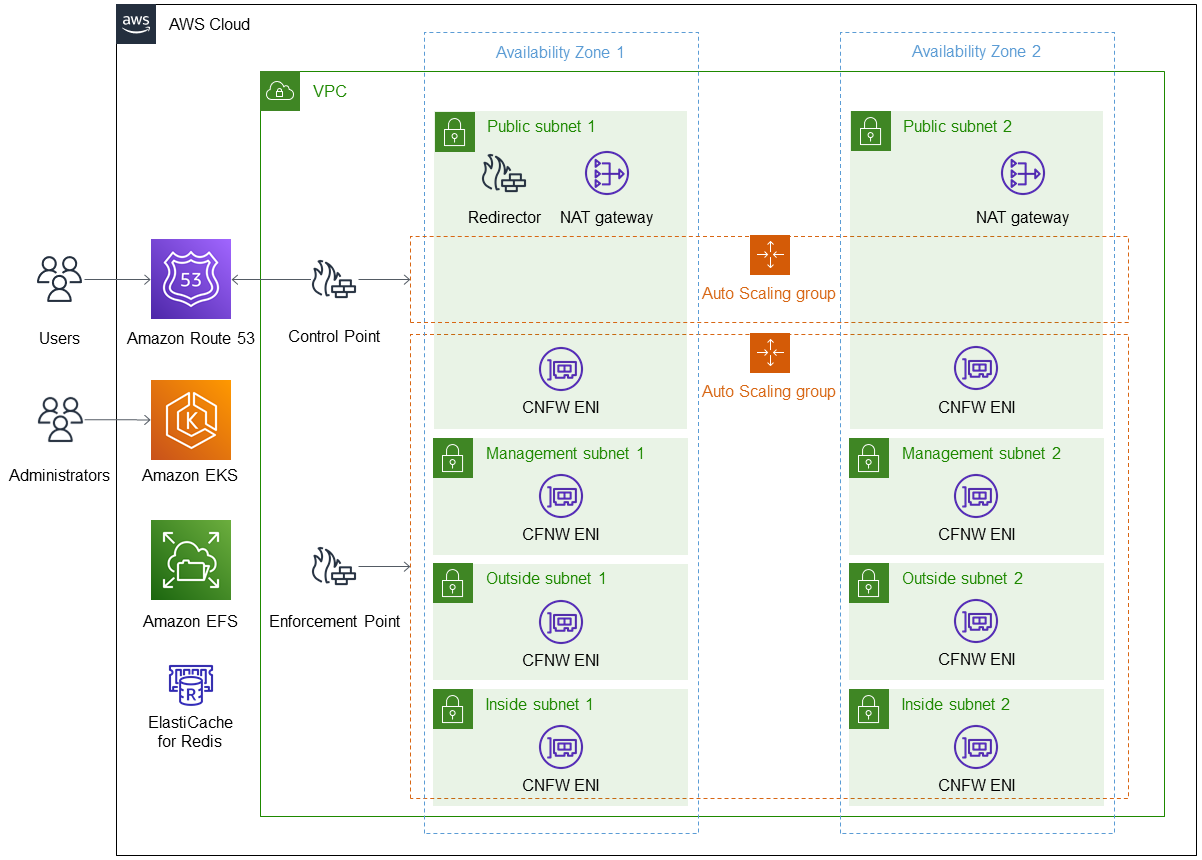 aws
AWS Cloud
Availability Zone 1
Availability Zone 2
VPC
Public subnet 1
Public subnet 2
Redirector
NAT gateway
NAT gateway
53
Auto Scaling group
Users
Amazon Route 53
Control Point
Auto Scaling group
CNFW ENI
CNFW ENI
K
Administrators
Amazon EKS
Management subnet 1
Management subnet 2
CFNW ENI
CFNW ENI
Amazon EFS
Enforcement Point
Outside subnet 1
Outside subnet 2
CFNW ENI
CNFW ENI
R
ElastiCache
for Redis
Inside subnet 1
Inside subnet 2
CNFW ENI
CNFW ENI